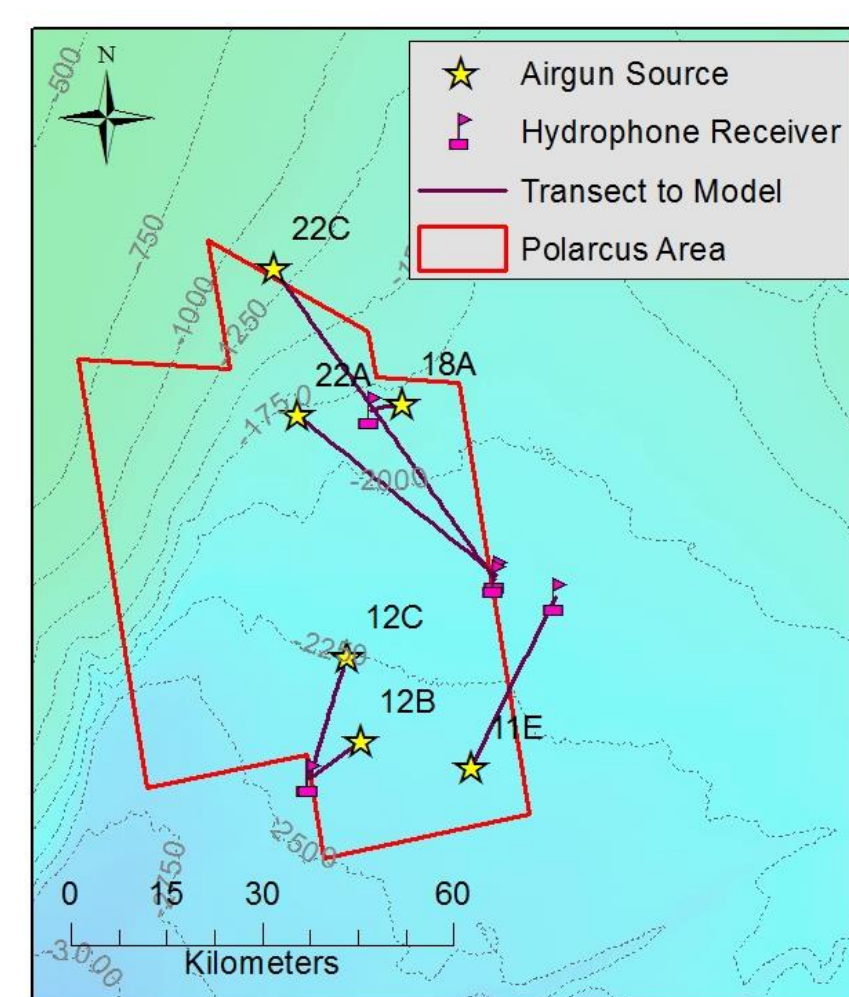 N
-500
Airgun Source
Hydrophone Receiver
Transect to Model
Polarcus Area
-750
22C
-1000
-1250
22A
18A
-1750
-2000
12C
-2250
12B
11E
-2500
-2750
0 15 30 60
Kilometers
-3000